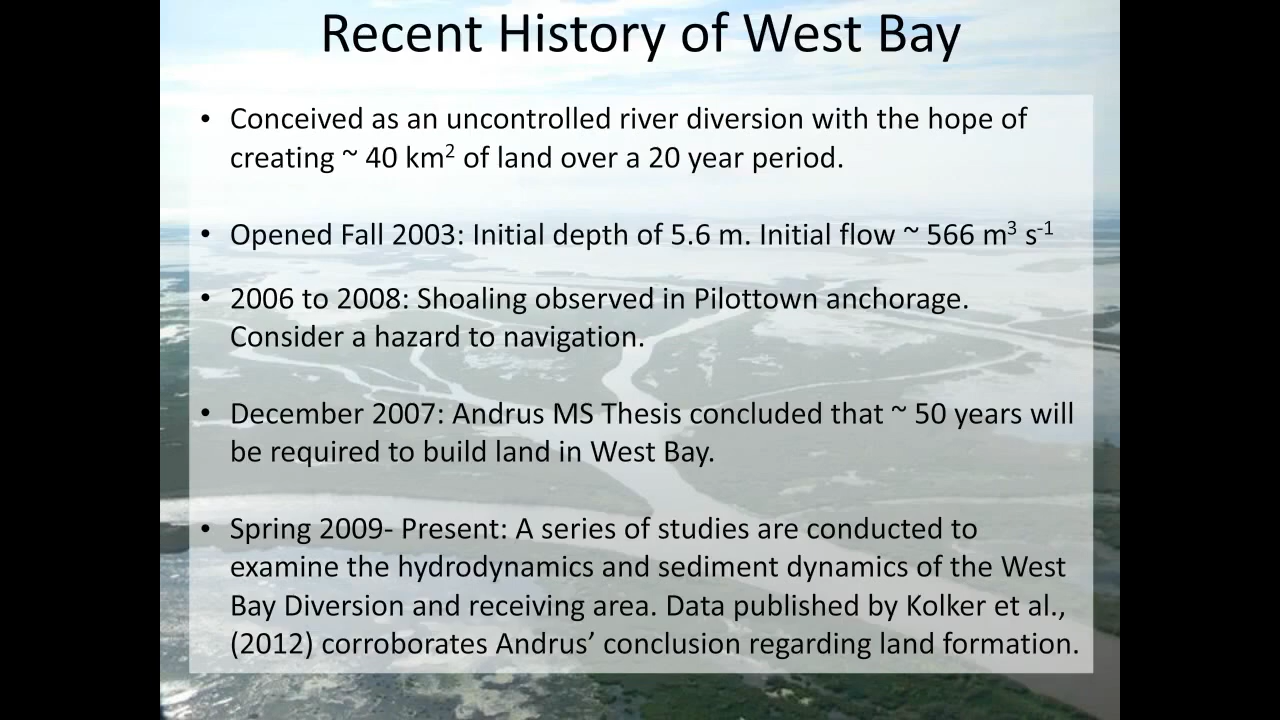 Recent History of West Bay
• Conceived as an uncontrolled river diversion with the hope of
creating ~ 40 km² of land over a 20 year period.
• Opened Fall 2003: Initial depth of 5.6 m. Initial flow ~ 566 m³ s⁻¹
• 2006 to 2008: Shoaling observed in Pilottown anchorage.
Consider a hazard to navigation.
• December 2007: Andrus MS Thesis concluded that ~ 50 years will
be required to build land in West Bay.
• Spring 2009- Present: A series of studies are conducted to
examine the hydrodynamics and sediment dynamics of the West
Bay Diversion and receiving area. Data published by Kolker et al.,
(2012) corroborates Andrus’ conclusion regarding land formation.